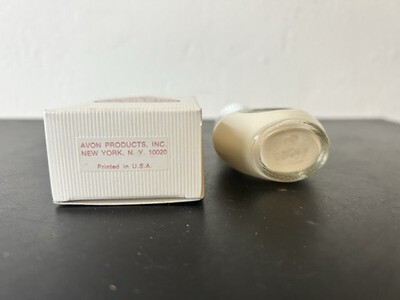 AVON PRODUCTS, INC.
NEW YORK, N. Y. 10020
Printed in U.S.A.